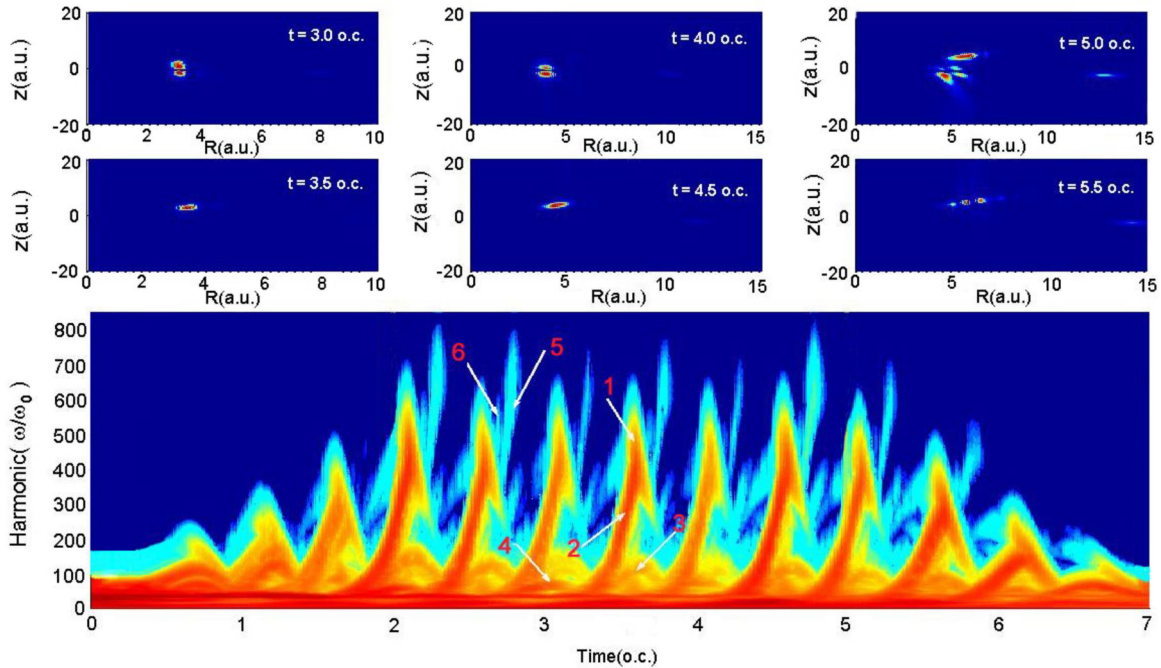 20
0
-20
z(a.u.)
t = 3.0 o.c.
0 2 4 6 8 10
R(a.u.)
20
0
-20
z(a.u.)
t = 4.0 o.c.
0 5 10 15
R(a.u.)
20
0
-20
z(a.u.)
t = 5.0 o.c.
0 5 10 15
R(a.u.)
20
0
-20
z(a.u.)
t = 3.5 o.c.
0 2 4 6 8 10
R(a.u.)
20
0
-20
z(a.u.)
t = 4.5 o.c.
0 5 10 15
R(a.u.)
20
0
-20
z(a.u.)
t = 5.5 o.c.
0 5 10 15
R(a.u.)
Harmonic( ω/ω₀)
800
700
600
500
400
300
200
100
0
6
5
1
4
2
3
0 1 2 3 4 5 6 7
Time(o.c.)